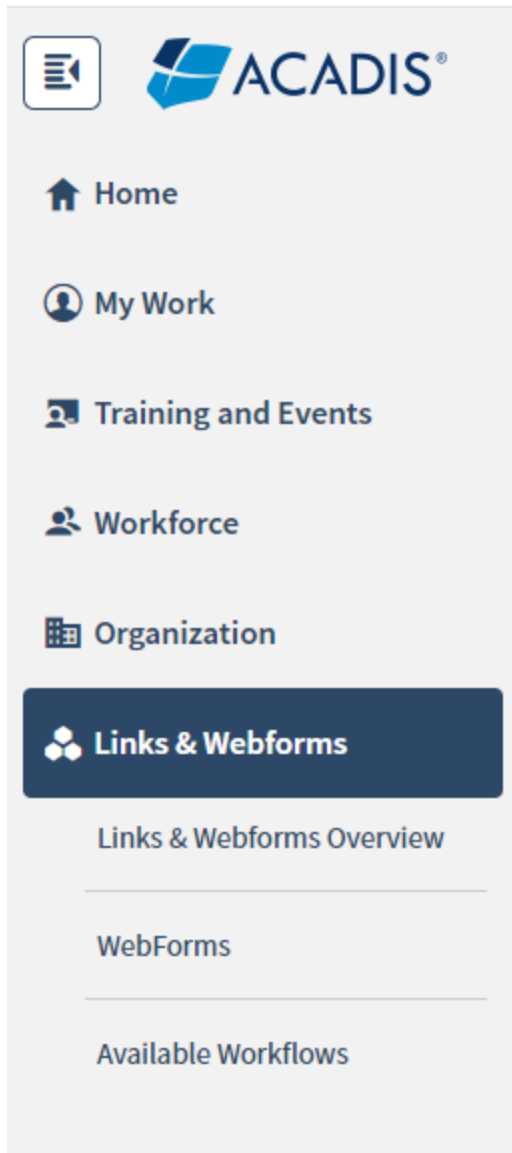 ACADIS®
Home
My Work
Training and Events
Workforce
Organization
Links & Webforms
Links & Webforms Overview
WebForms
Available Workflows